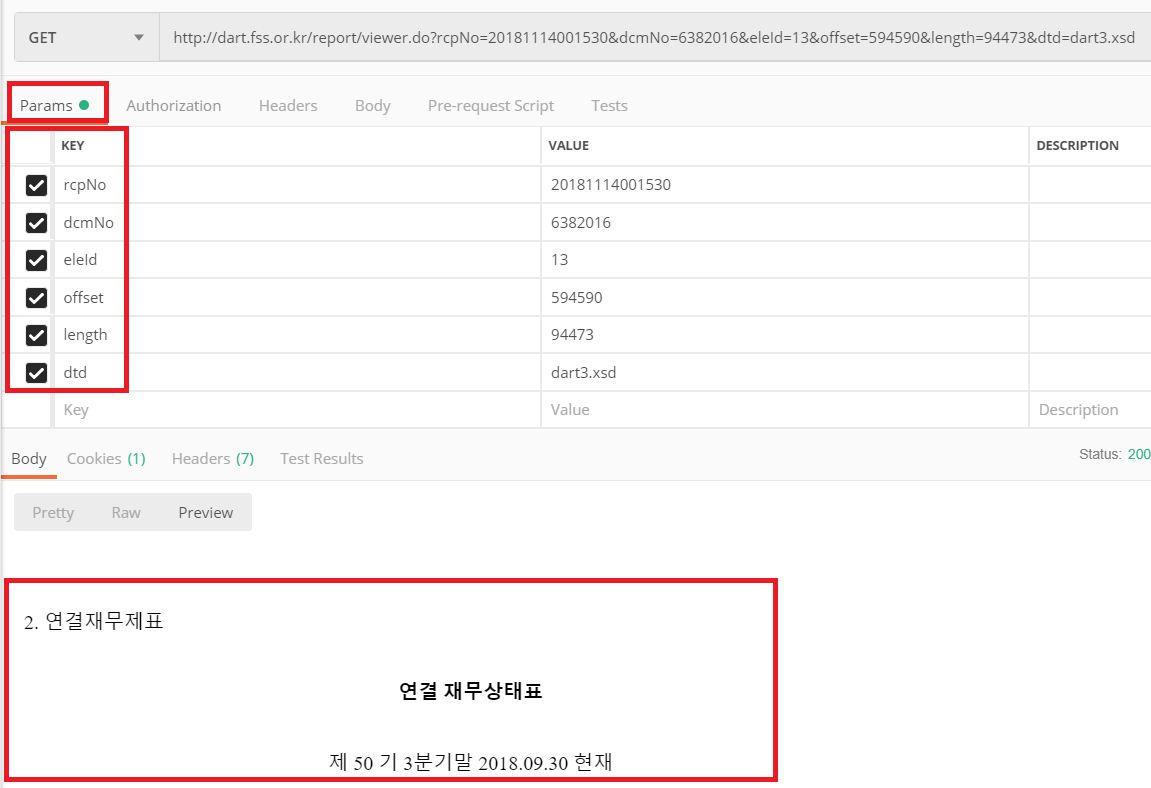 GET http://dart.fss.or.kr/report/viewer.do?rcpNo=20181114001530&dcmNo=6382016&eleId=13&offset=594590&length=94473&dtd=dart3.xsd
Params Authorization Headers Body Pre-request Script Tests
KEY VALUE DESCRIPTION
rcpNo 20181114001530
dcmNo 6382016
eleId 13
offset 594590
length 94473
dtd dart3.xsd
Key Value Description
Body Cookies (1) Headers (7) Test Results Status: 200
Pretty Raw Preview
2. 연결재무제표
연결 재무상태표
제 50 기 3분기말 2018.09.30 현재